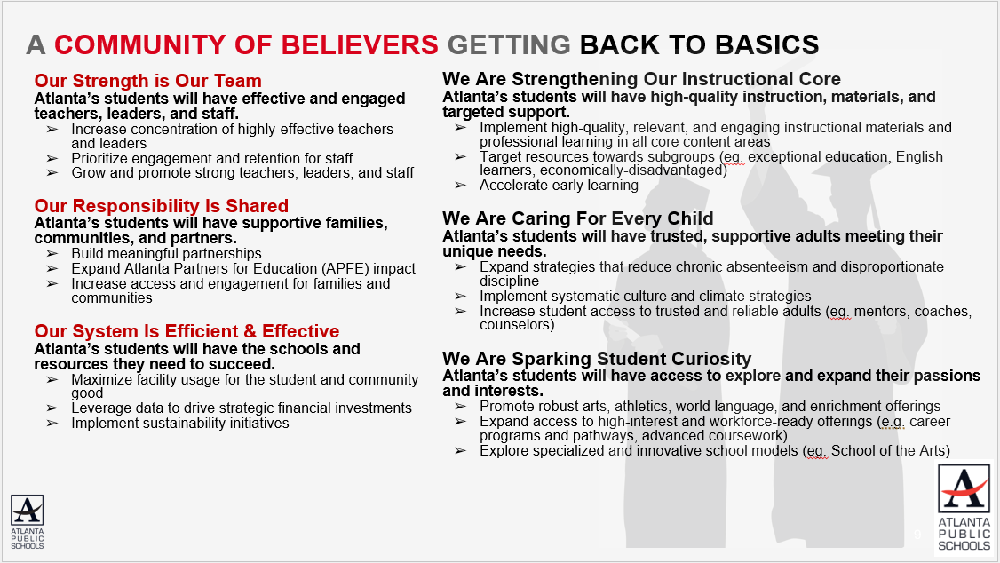 A COMMUNITY OF BELIEVERS GETTING BACK TO BASICS
Our Strength is Our Team
Atlanta’s students will have effective and engaged
teachers, leaders, and staff.
➢ Increase concentration of highly-effective teachers
and leaders
➢ Prioritize engagement and retention for staff
➢ Grow and promote strong teachers, leaders, and staff
Our Responsibility Is Shared
Atlanta’s students will have supportive families,
communities, and partners.
➢ Build meaningful partnerships
➢ Expand Atlanta Partners for Education (APFE) impact
➢ Increase access and engagement for families and
communities
Our System Is Efficient & Effective
Atlanta’s students will have the schools and
resources they need to succeed.
➢ Maximize facility usage for the student and community
good
➢ Leverage data to drive strategic financial investments
➢ Implement sustainability initiatives
We Are Strengthening Our Instructional Core
Atlanta’s students will have high-quality instruction, materials, and
targeted support.
➢ Implement high-quality, relevant, and engaging instructional materials and
professional learning in all core content areas
➢ Target resources towards subgroups (eg. exceptional education, English
learners, economically-disadvantaged)
➢ Accelerate early learning
We Are Caring For Every Child
Atlanta’s students will have trusted, supportive adults meeting their
unique needs.
➢ Expand strategies that reduce chronic absenteeism and disproportionate
discipline
➢ Implement systematic culture and climate strategies
➢ Increase student access to trusted and reliable adults (eg. mentors, coaches,
counselors)
We Are Sparking Student Curiosity
Atlanta’s students will have access to explore and expand their passions
and interests.
➢ Promote robust arts, athletics, world language, and enrichment offerings
➢ Expand access to high-interest and workforce-ready offerings (e.g. career
programs and pathways, advanced coursework)
➢ Explore specialized and innovative school models (eg. School of the Arts)
A
ATLANTA
PUBLIC
SCHOOLS
9
A
ATLANTA
PUBLIC
SCHOOLS